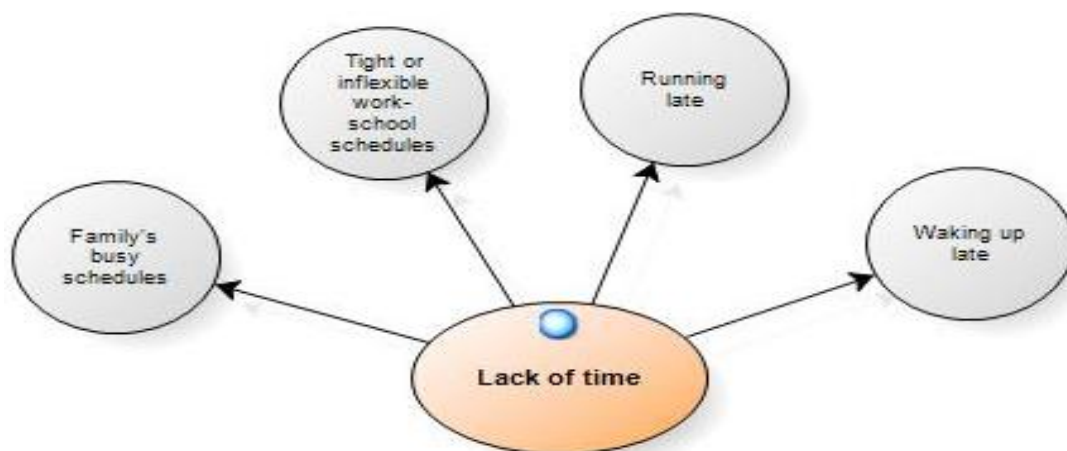 Tight or
inflexible
work-
school
schedules
Running
late
Family's
busy
schedules
Waking up
late
Lack of time